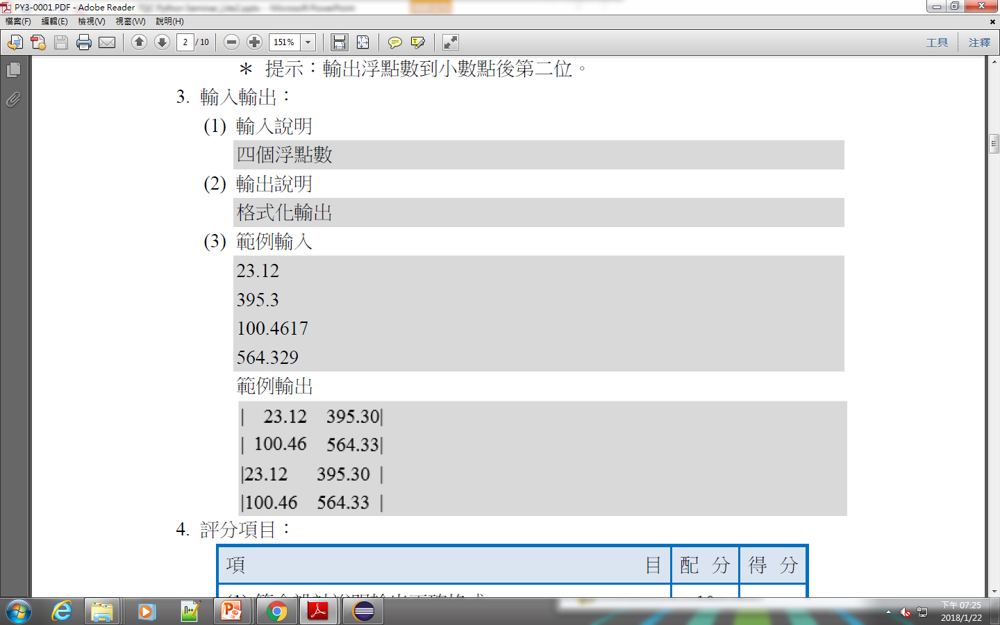 PY3-0001.PDF - Adobe Reader
檔案(F) 編輯(E) 檢視(V) 視窗(W) 說明(H)
2 / 10 151% 工具 注釋
＊ 提示：輸出浮點數到小數點後第二位。
3. 輸入輸出：
(1) 輸入說明
四個浮點數
(2) 輸出說明
格式化輸出
(3) 範例輸入
23.12
395.3
100.4617
564.329
範例輸出
| 23.12 395.30|
| 100.46 564.33|
|23.12 395.30 |
|100.46 564.33 |
4. 評分項目：
項 目 配 分 得 分
下午 07:25
2018/1/22